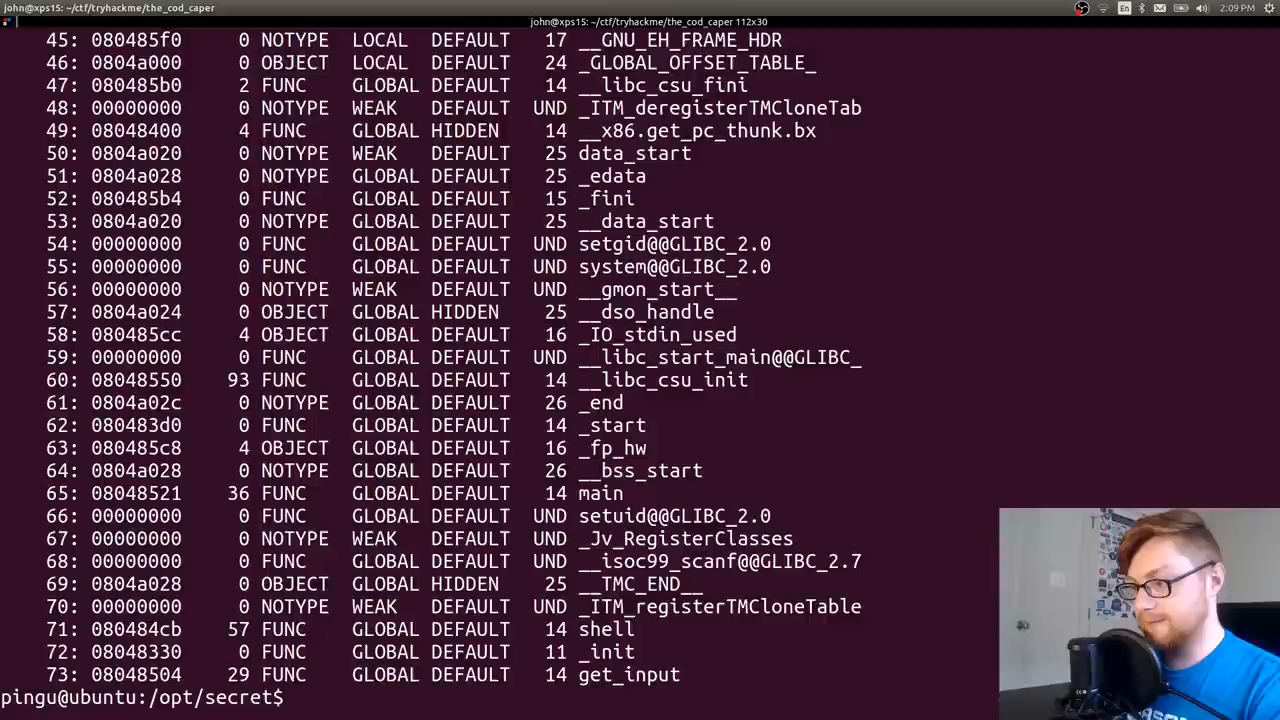 john@xps15: ~/ctf/tryhackme/the_cod_caper
En
2:09 PM
john@xps15: ~/ctf/tryhackme/the_cod_caper 112x30
45: 080485f0 0 NOTYPE LOCAL DEFAULT 17 __GNU_EH_FRAME_HDR
46: 0804a000 0 OBJECT LOCAL DEFAULT 24 _GLOBAL_OFFSET_TABLE_
47: 080485b0 2 FUNC GLOBAL DEFAULT 14 __libc_csu_fini
48: 00000000 0 NOTYPE WEAK DEFAULT UND _ITM_deregisterTMCloneTab
49: 08048400 4 FUNC GLOBAL HIDDEN 14 __x86.get_pc_thunk.bx
50: 0804a020 0 NOTYPE WEAK DEFAULT 25 data_start
51: 0804a028 0 NOTYPE GLOBAL DEFAULT 25 _edata
52: 080485b4 0 FUNC GLOBAL DEFAULT 15 _fini
53: 0804a020 0 NOTYPE GLOBAL DEFAULT 25 __data_start
54: 00000000 0 FUNC GLOBAL DEFAULT UND setgid@@GLIBC_2.0
55: 00000000 0 FUNC GLOBAL DEFAULT UND system@@GLIBC_2.0
56: 00000000 0 NOTYPE WEAK DEFAULT UND __gmon_start__
57: 0804a024 0 OBJECT GLOBAL HIDDEN 25 __dso_handle
58: 080485cc 4 OBJECT GLOBAL DEFAULT 16 _IO_stdin_used
59: 00000000 0 FUNC GLOBAL DEFAULT UND __libc_start_main@@GLIBC_
60: 08048550 93 FUNC GLOBAL DEFAULT 14 __libc_csu_init
61: 0804a02c 0 NOTYPE GLOBAL DEFAULT 26 _end
62: 080483d0 0 FUNC GLOBAL DEFAULT 14 _start
63: 080485c8 4 OBJECT GLOBAL DEFAULT 16 _fp_hw
64: 0804a028 0 NOTYPE GLOBAL DEFAULT 26 __bss_start
65: 08048521 36 FUNC GLOBAL DEFAULT 14 main
66: 00000000 0 FUNC GLOBAL DEFAULT UND setuid@@GLIBC_2.0
67: 00000000 0 NOTYPE WEAK DEFAULT UND _Jv_RegisterClasses
68: 00000000 0 FUNC GLOBAL DEFAULT UND __isoc99_scanf@@GLIBC_2.7
69: 0804a028 0 OBJECT GLOBAL HIDDEN 25 __TMC_END__
70: 00000000 0 NOTYPE WEAK DEFAULT UND _ITM_registerTMCloneTable
71: 080484cb 57 FUNC GLOBAL DEFAULT 14 shell
72: 08048330 0 FUNC GLOBAL DEFAULT 11 _init
73: 08048504 29 FUNC GLOBAL DEFAULT 14 get_input
pingu@ubuntu:/opt/secret$